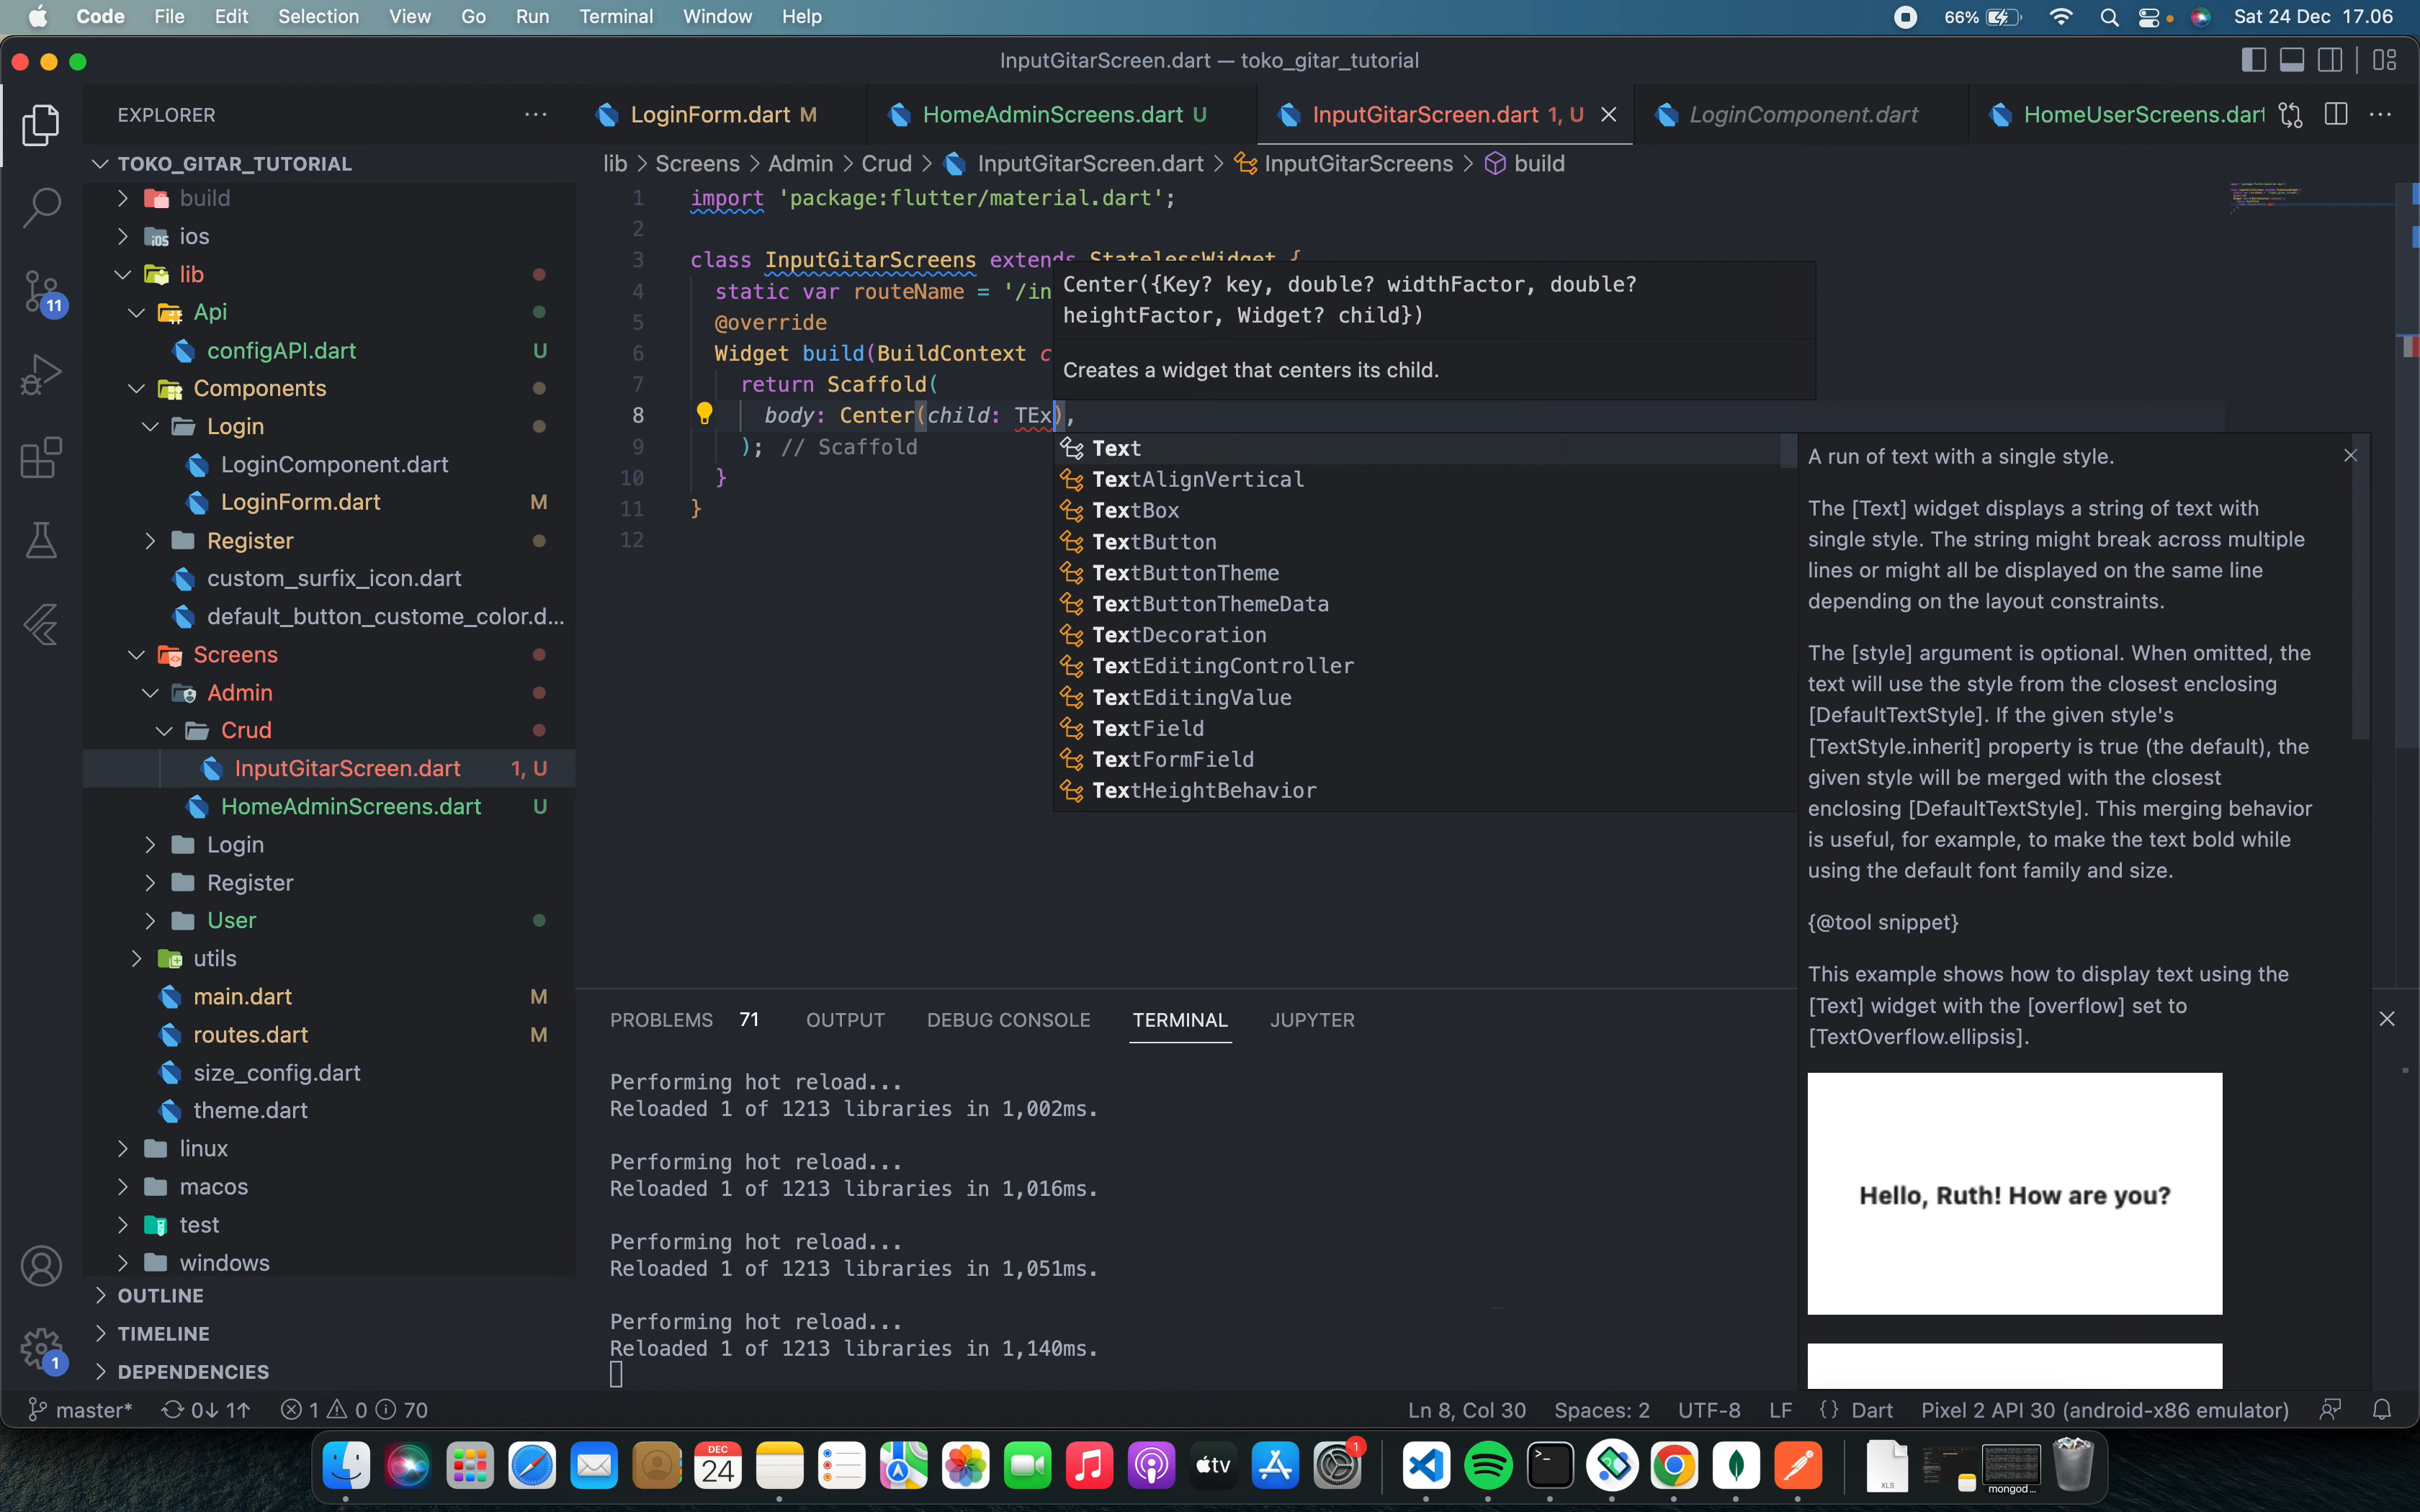 Code File Edit Selection View Go Run Terminal Window Help 66% Sat 24 Dec 17.06
InputGitarScreen.dart — toko_gitar_tutorial
EXPLORER
LoginForm.dart M HomeAdminScreens.dart U InputGitarScreen.dart 1, U LoginComponent.dart HomeUserScreens.dart
TOKO_GITAR_TUTORIAL
build
ios
lib
Api
configAPI.dart U
Components
Login
LoginComponent.dart
LoginForm.dart M
Register
custom_surfix_icon.dart
default_button_custome_color.d...
Screens
Admin
Crud
InputGitarScreen.dart 1, U
HomeAdminScreens.dart U
Login
Register
User
utils
main.dart M
routes.dart M
size_config.dart
theme.dart
linux
macos
test
windows
OUTLINE
TIMELINE
DEPENDENCIES
11
1
lib > Screens > Admin > Crud > InputGitarScreen.dart > InputGitarScreens > build
1 import 'package:flutter/material.dart';
2
3 class InputGitarScreens extends StatelessWidget {
4 static var routeName = '/in
5 @override
6 Widget build(BuildContext c
7 return Scaffold(
8 body: Center(child: TEx),
9 ); // Scaffold
10 }
11 }
12
Center({Key? key, double? widthFactor, double?
heightFactor, Widget? child})
Creates a widget that centers its child.
Text
TextAlignVertical
TextBox
TextButton
TextButtonTheme
TextButtonThemeData
TextDecoration
TextEditingController
TextEditingValue
TextField
TextFormField
TextHeightBehavior
A run of text with a single style.
The [Text] widget displays a string of text with
single style. The string might break across multiple
lines or might all be displayed on the same line
depending on the layout constraints.
The [style] argument is optional. When omitted, the
text will use the style from the closest enclosing
[DefaultTextStyle]. If the given style's
[TextStyle.inherit] property is true (the default), the
given style will be merged with the closest
enclosing [DefaultTextStyle]. This merging behavior
is useful, for example, to make the text bold while
using the default font family and size.
{@tool snippet}
This example shows how to display text using the
[Text] widget with the [overflow] set to
[TextOverflow.ellipsis].
Hello, Ruth! How are you?
PROBLEMS 71 OUTPUT DEBUG CONSOLE TERMINAL JUPYTER
Performing hot reload...
Reloaded 1 of 1213 libraries in 1,002ms.
Performing hot reload...
Reloaded 1 of 1213 libraries in 1,016ms.
Performing hot reload...
Reloaded 1 of 1213 libraries in 1,051ms.
Performing hot reload...
Reloaded 1 of 1213 libraries in 1,140ms.
master* 0↓ 1↑ 1 0 70 Ln 8, Col 30 Spaces: 2 UTF-8 LF {} Dart Pixel 2 API 30 (android-x86 emulator)
DEC
24
tv
1
XLS
mongod...